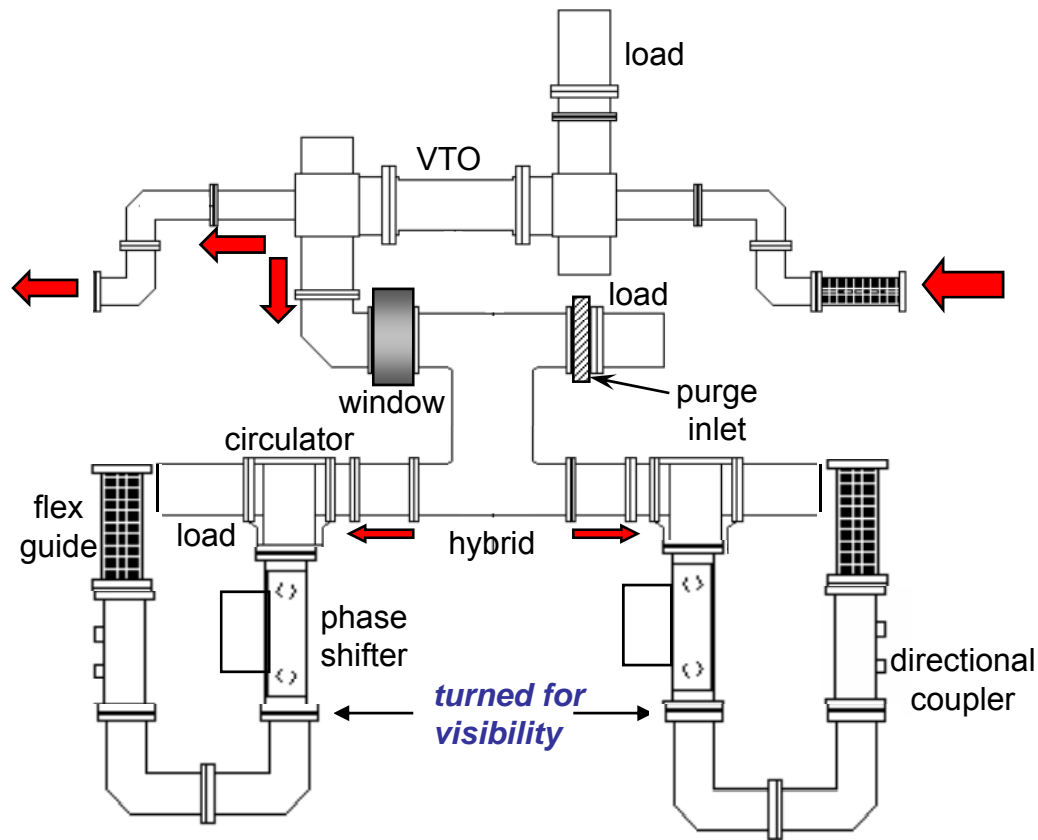 load
VTO
load
window
purge
inlet
circulator
flex
guide
load
hybrid
phase
shifter
directional
coupler
turned for
visibility